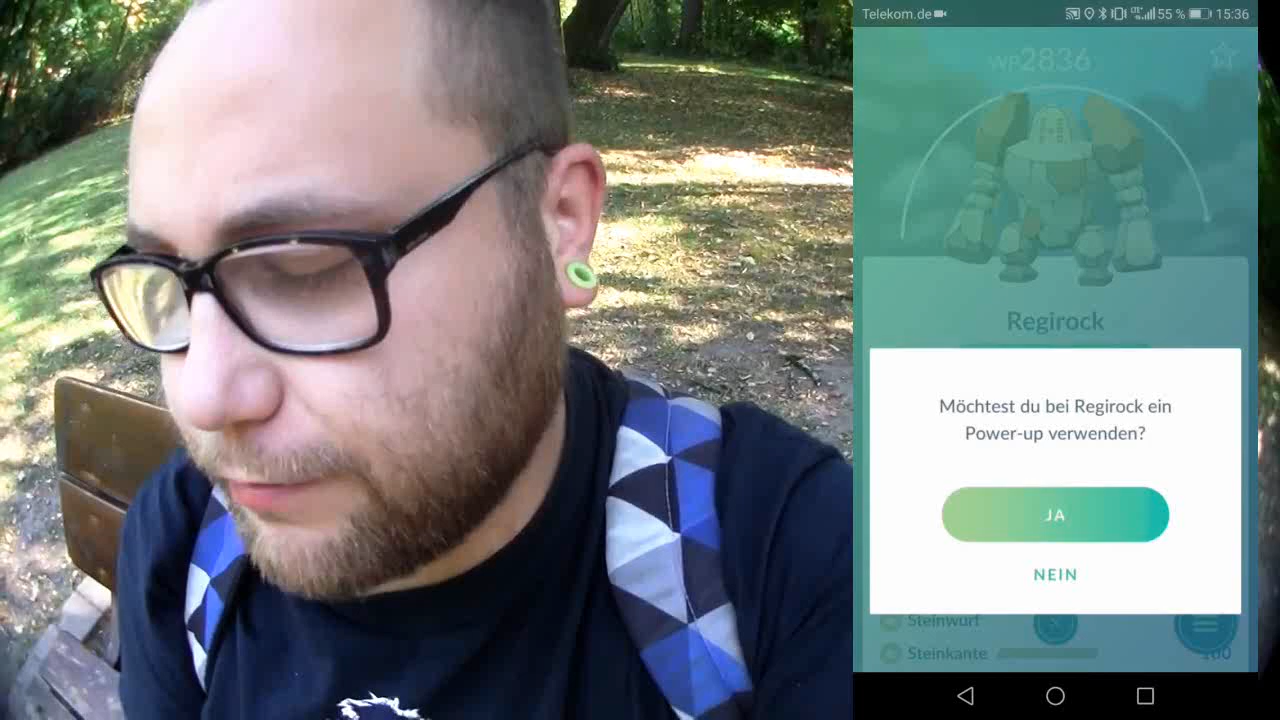 Telekom.de 55 % 15:36
WP2836
Regirock
Möchtest du bei Regirock ein
Power-up verwenden?
JA
NEIN
Steinwurf
Steinkante 100